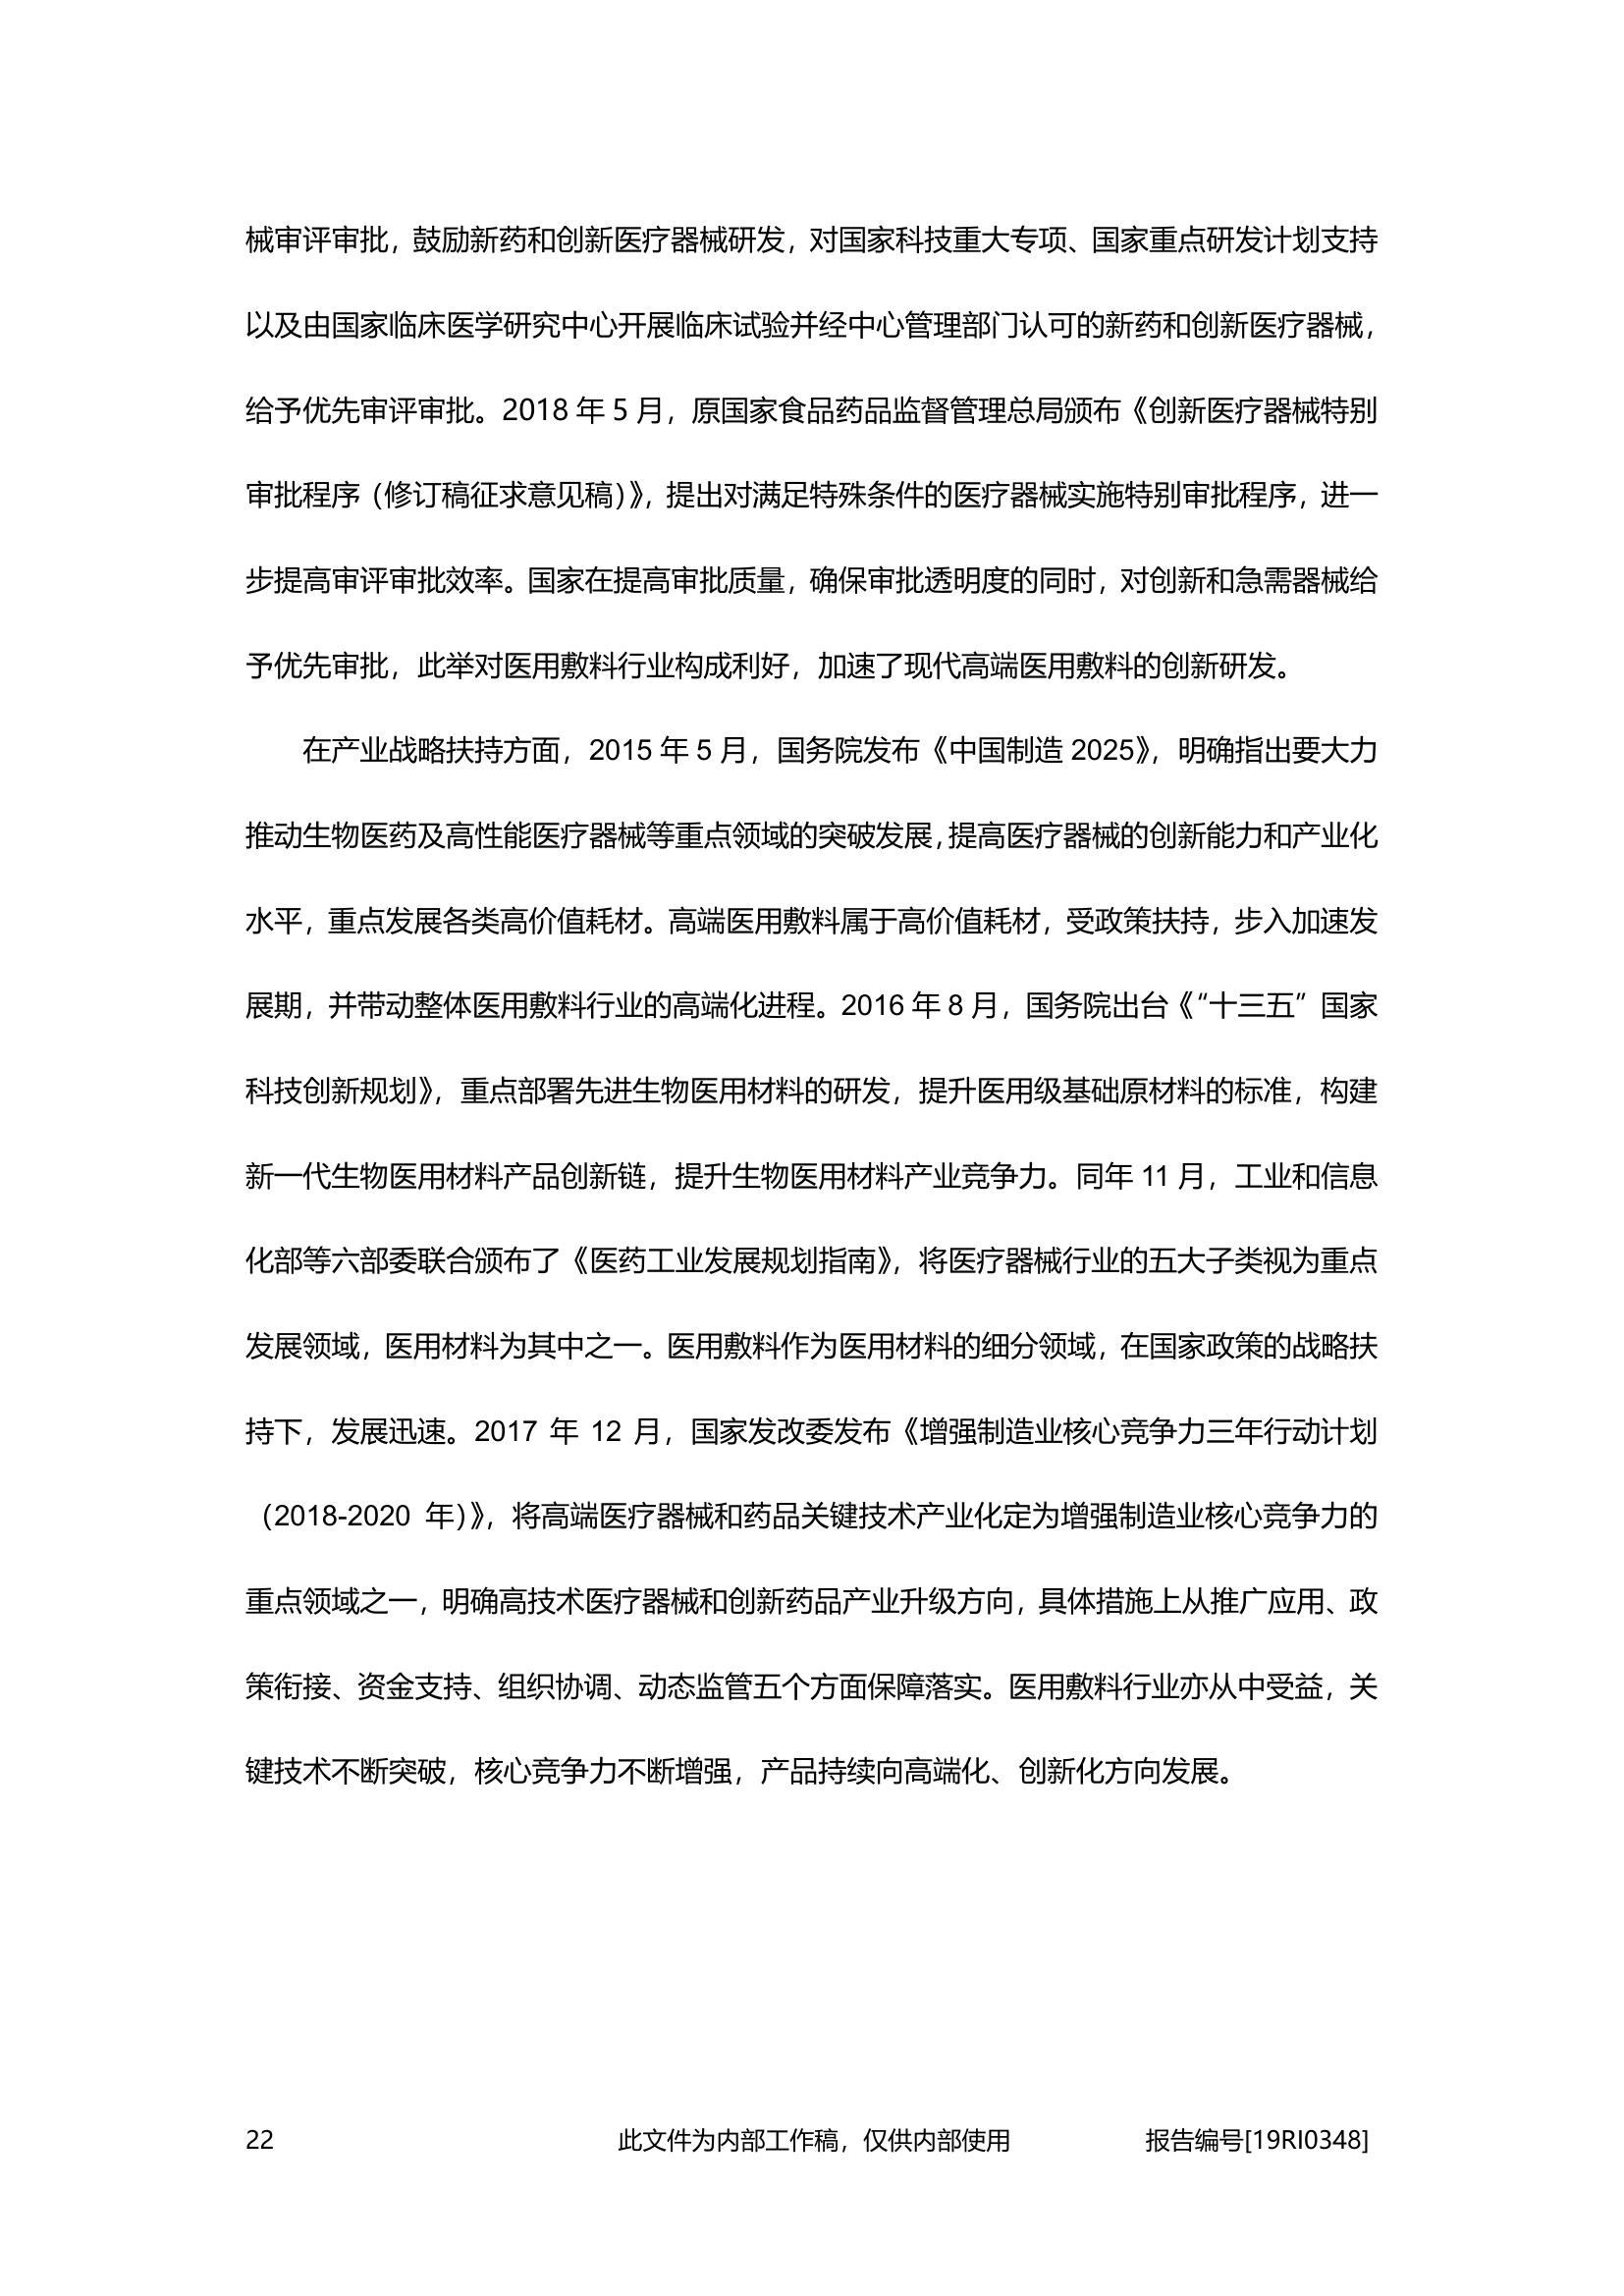 械审评审批，鼓励新药和创新医疗器械研发，对国家科技重大专项、国家重点研发计划支持
以及由国家临床医学研究中心开展临床试验并经中心管理部门认可的新药和创新医疗器械，
给予优先审评审批。2018 年 5 月，原国家食品药品监督管理总局颁布《创新医疗器械特别
审批程序（修订稿征求意见稿）》，提出对满足特殊条件的医疗器械实施特别审批程序，进一
步提高审评审批效率。国家在提高审批质量，确保审批透明度的同时，对创新和急需器械给
予优先审批，此举对医用敷料行业构成利好，加速了现代高端医用敷料的创新研发。
在产业战略扶持方面，2015 年 5 月，国务院发布《中国制造 2025》，明确指出要大力
推动生物医药及高性能医疗器械等重点领域的突破发展，提高医疗器械的创新能力和产业化
水平，重点发展各类高价值耗材。高端医用敷料属于高价值耗材，受政策扶持，步入加速发
展期，并带动整体医用敷料行业的高端化进程。2016 年 8 月，国务院出台《“十三五”国家
科技创新规划》，重点部署先进生物医用材料的研发，提升医用级基础原材料的标准，构建
新一代生物医用材料产品创新链，提升生物医用材料产业竞争力。同年 11 月，工业和信息
化部等六部委联合颁布了《医药工业发展规划指南》，将医疗器械行业的五大子类视为重点
发展领域，医用材料为其中之一。医用敷料作为医用材料的细分领域，在国家政策的战略扶
持下，发展迅速。2017 年 12 月，国家发改委发布《增强制造业核心竞争力三年行动计划
（2018-2020 年）》，将高端医疗器械和药品关键技术产业化定为增强制造业核心竞争力的
重点领域之一，明确高技术医疗器械和创新药品产业升级方向，具体措施上从推广应用、政
策衔接、资金支持、组织协调、动态监管五个方面保障落实。医用敷料行业亦从中受益，关
键技术不断突破，核心竞争力不断增强，产品持续向高端化、创新化方向发展。
22 此文件为内部工作稿，仅供内部使用 报告编号[19RI0348]